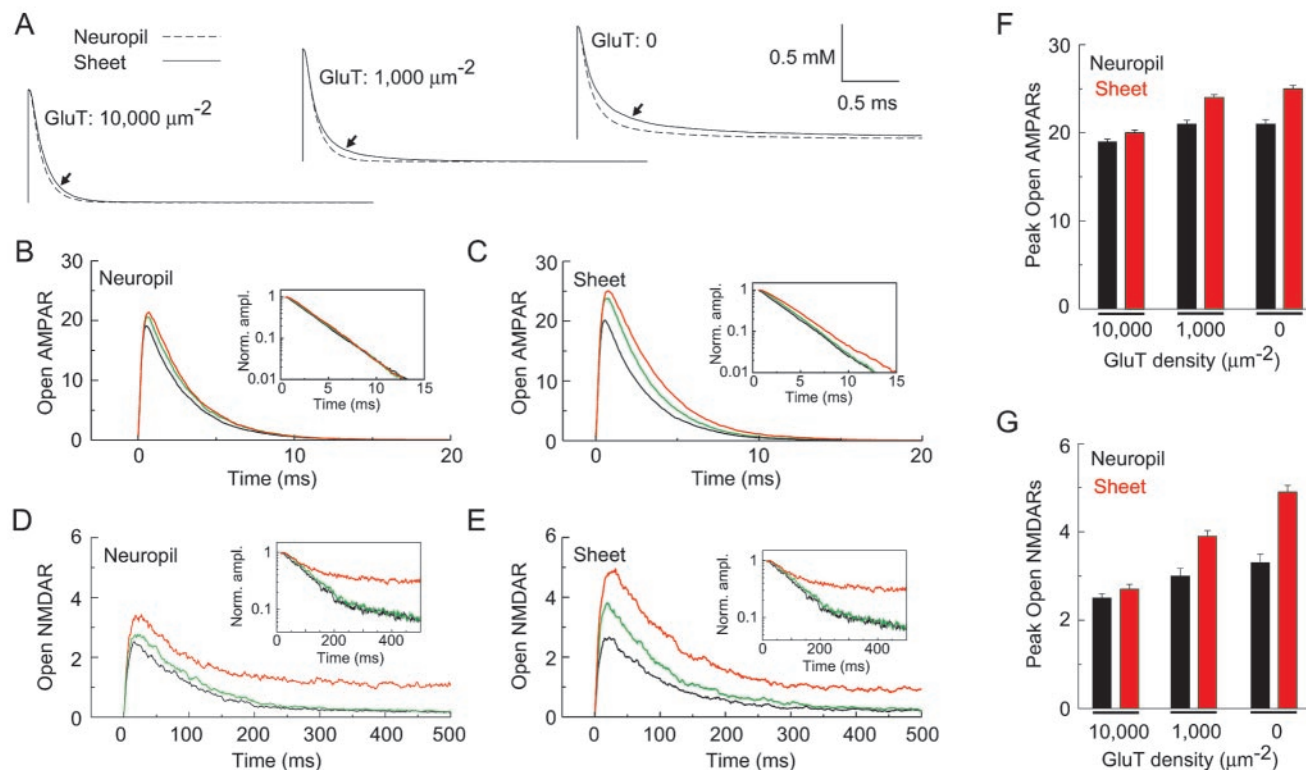 A
Neuropil
Sheet
GluT: 10,000 μm-2
GluT: 1,000 μm-2
GluT: 0
0.5 mM
0.5 ms
B
Neuropil
Open AMPAR
30
20
10
0
0 10 20
Time (ms)
Norm. ampl.
1
0.1
0.01
0 5 10 15
Time (ms)
C
Sheet
Open AMPAR
30
20
10
0
0 10 20
Time (ms)
Norm. ampl.
1
0.1
0.01
0 5 10 15
Time (ms)
D
Neuropil
Open NMDAR
6
4
2
0
0 100 200 300 400 500
Time (ms)
Norm. ampl.
1
0.1
0 200 400
Time (ms)
E
Sheet
Open NMDAR
6
4
2
0
0 100 200 300 400 500
Time (ms)
Norm. ampl.
1
0.1
0 200 400
Time (ms)
F
Neuropil
Sheet
Peak Open AMPARs
30
20
10
0
10,000 1,000 0
GluT density (μm-2)
G
Neuropil
Sheet
Peak Open NMDARs
6
4
2
0
10,000 1,000 0
GluT density (μm-2)